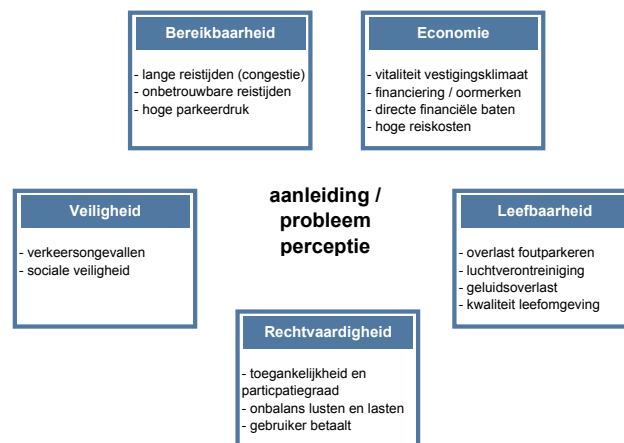 Bereikbaarheid
- lange reistijden (congestie)
- onbetrouwbare reistijden
- hoge parkeerdruk
Economie
- vitaliteit vestigingsklimaat
- financiering / oormerken
- directe financiële baten
- hoge reiskosten
Veiligheid
- verkeersongevallen
- sociale veiligheid
aanleiding /
probleem
perceptie
Leefbaarheid
- overlast foutparkeren
- luchtverontreiniging
- geluidsoverlast
- kwaliteit leefomgeving
Rechtvaardigheid
- toegankelijkheid en
particpatiegraad
- onbalans lusten en lasten
- gebruiker betaalt